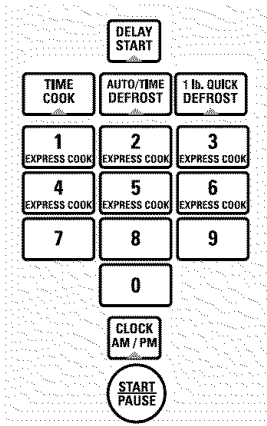 DELAY
START
TIME
COOK
AUTO/TIME
DEFROST
1 lb. QUICK
DEFROST
1
EXPRESS COOK
2
EXPRESS COOK
3
EXPRESS COOK
4
EXPRESS COOK
5
EXPRESS COOK
6
EXPRESS COOK
7
8
9
0
CLOCK
AM / PM
START
PAUSE